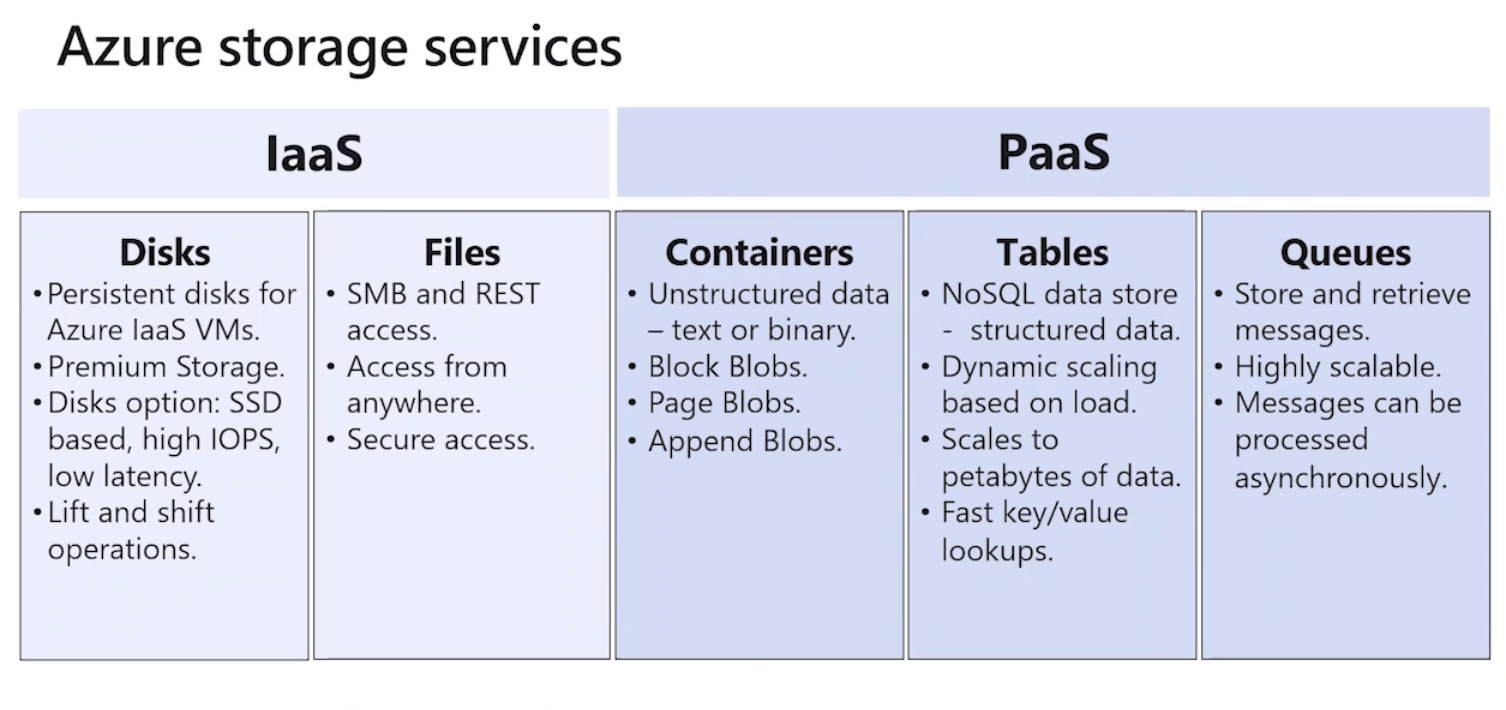 Azure storage services
IaaS
PaaS
Disks
•Persistent disks for
Azure IaaS VMs.
•Premium Storage.
•Disks option: SSD
based, high IOPS,
low latency.
•Lift and shift
operations.
Files
• SMB and REST
access.
• Access from
anywhere.
• Secure access.
Containers
• Unstructured data
– text or binary.
• Block Blobs.
• Page Blobs.
• Append Blobs.
Tables
• NoSQL data store
- structured data.
• Dynamic scaling
based on load.
• Scales to
petabytes of data.
• Fast key/value
lookups.
Queues
• Store and retrieve
messages.
• Highly scalable.
• Messages can be
processed
asynchronously.